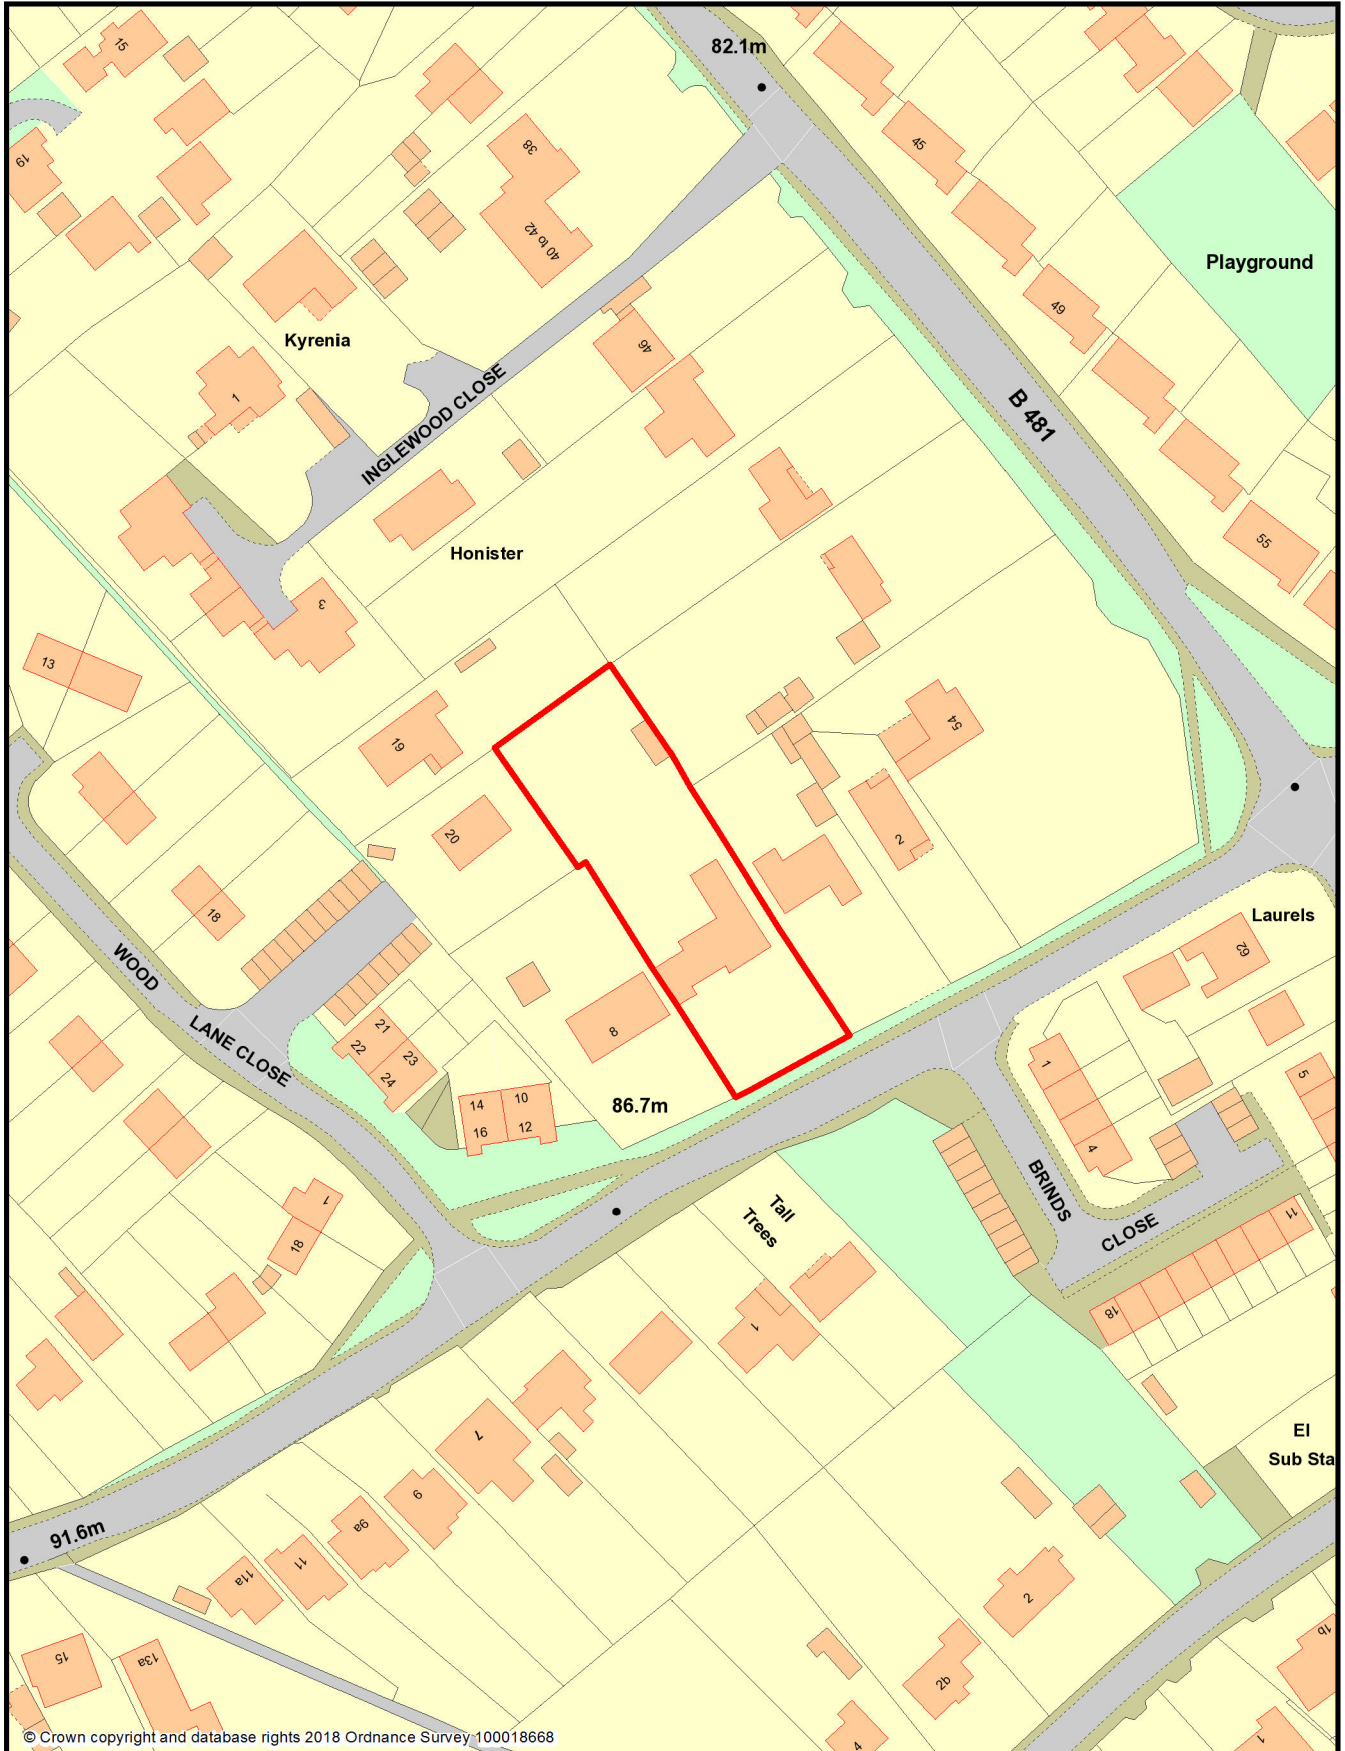 82.1m
15
19
38
40 to 42
45
Playground
49
Kyrenia
46
1
B 481
INGLEWOOD CLOSE
55
Honister
3
13
19
54
20
2
18
Laurels
62
WOOD
LANE CLOSE
21
22
23
24
8
14
10
16
12
86.7m
1
5
4
BRINDS
CLOSE
11
18
Tall
Trees
1
18
1
7
El
Sub Sta
9
9a
11
11a
91.6m
2
2b
15
13a
1b
4
1
© Crown copyright and database rights 2018 Ordnance Survey 100018668